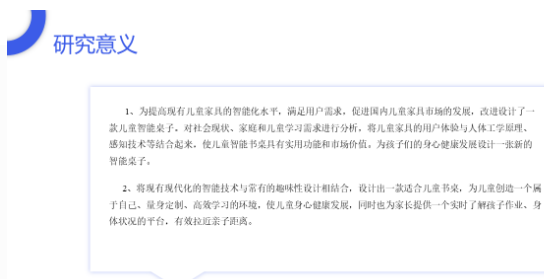 研究意义
1、为提高现有儿童家具的智能化水平，满足用户需求，促进国内儿童家具市场的发展，改进设计了一
款儿童智能桌子。对社会现状、家庭和儿童学习需求进行分析，将儿童家具的用户体验与人体工学原理、
感知技术等结合起来，使儿童智能书桌具有实用功能和市场价值。为孩子们的身心健康发展设计一张新的
智能桌子。
2、将现有现代化的智能技术与常有的趣味性设计相结合，设计出一款适合儿童书桌，为儿童创造一个属
于自己、量身定制、高效学习的环境，使儿童身心健康发展，同时也为家长提供一个实时了解孩子作业、身
体状况的平台，有效拉近亲子距离。